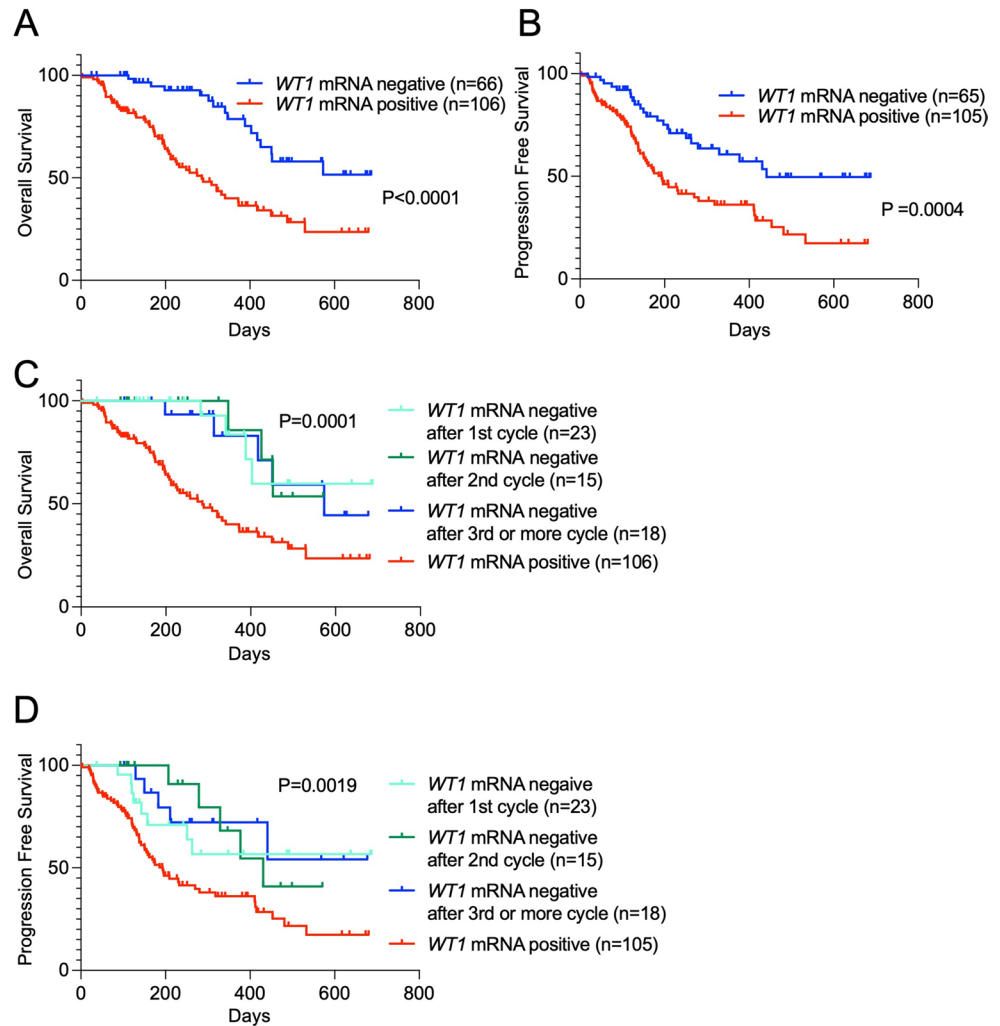 A
Overall Survival
100
50
0
0 200 400 600 800
Days
WT1 mRNA negative (n=66)
WT1 mRNA positive (n=106)
P<0.0001
B
Progression Free Survival
100
50
0
0 200 400 600 800
Days
WT1 mRNA negative (n=65)
WT1 mRNA positive (n=105)
P =0.0004
C
Overall Survival
100
50
0
0 200 400 600 800
Days
P=0.0001
WT1 mRNA negative
after 1st cycle (n=23)
WT1 mRNA negative
after 2nd cycle (n=15)
WT1 mRNA negative
after 3rd or more cycle (n=18)
WT1 mRNA positive (n=106)
D
Progression Free Survival
100
50
0
0 200 400 600 800
Days
P=0.0019
WT1 mRNA negaive
after 1st cycle (n=23)
WT1 mRNA negative
after 2nd cycle (n=15)
WT1 mRNA negative
after 3rd or more cycle (n=18)
WT1 mRNA positive (n=105)